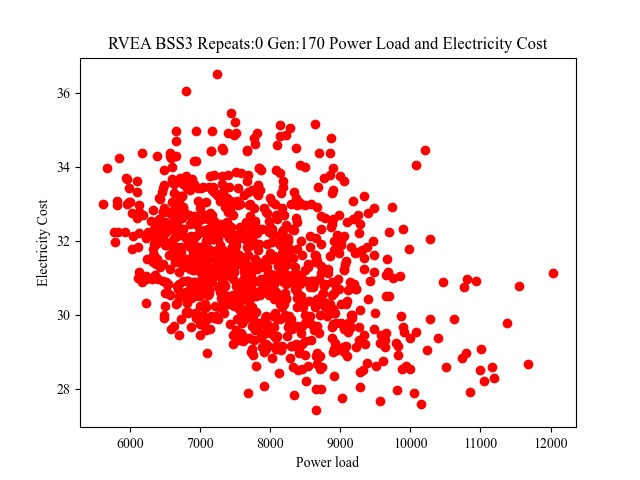 RVEA BSS3 Repeats:0 Gen:170 Power Load and Electricity Cost
36
34
32
30
28
Electricity Cost
6000 7000 8000 9000 10000 11000 12000
Power load